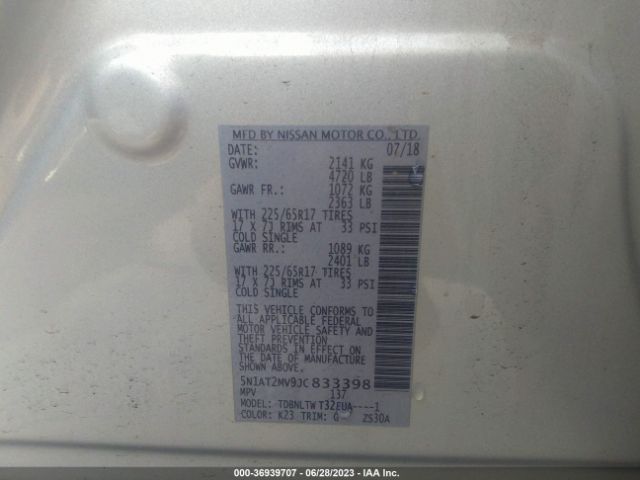 MFD BY NISSAN MOTOR CO., LTD.
DATE: 07/18
GVWR: 2141 KG
4720 LB
GAWR FR.: 1072 KG
2363 LB
WITH 225/65R17 TIRES
17 X 7J RIMS AT 33 PSI
COLD SINGLE
GAWR RR.: 1089 KG
2401 LB
WITH 225/65R17 TIRES
17 X 7J RIMS AT 33 PSI
COLD SINGLE
THIS VEHICLE CONFORMS TO
ALL APPLICABLE FEDERAL
MOTOR VEHICLE SAFETY AND
THEFT PREVENTION
STANDARDS IN EFFECT ON
THE DATE OF MANUFACTURE
SHOWN ABOVE.
5N1AT2MV9JC833398
MPV 137
MODEL: TDBNLTW T32EUA----1
COLOR: K23 TRIM: G ZS30A
000-36939707 - 06/28/2023 - IAA Inc.